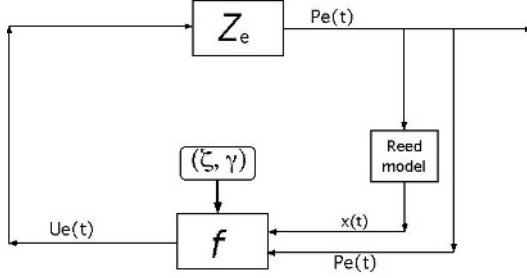 Ze
Pe(t)
Reed
model
(ζ, γ)
x(t)
Ue(t)
f
Pe(t)